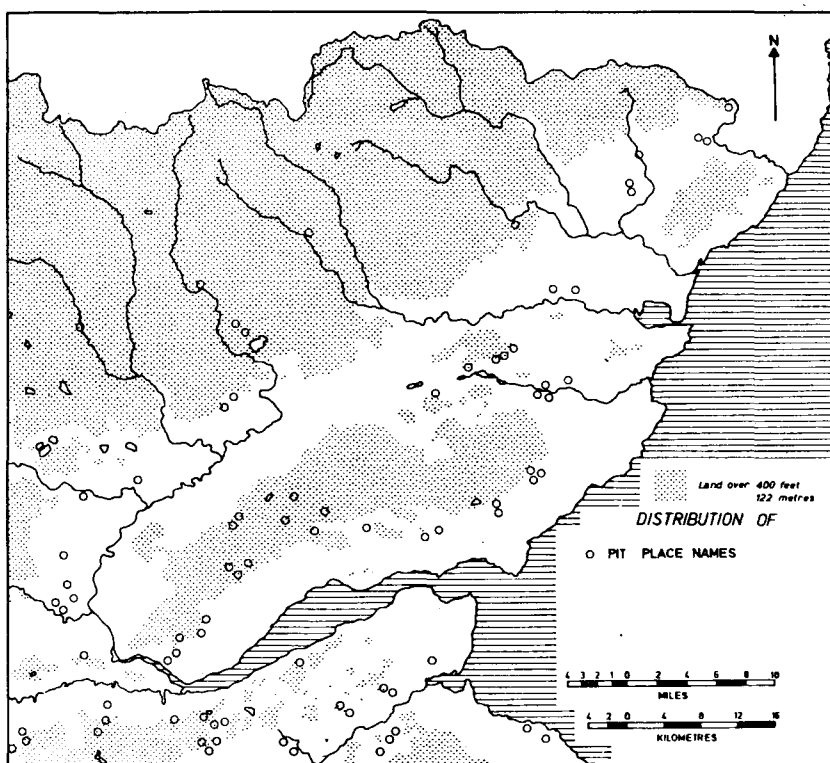 N
Land over 400 feet
122 metres
DISTRIBUTION OF
O PIT PLACE NAMES
4 3 2 1 0 2 4 6 8 10
MILES
4 2 0 4 8 12 16
KILOMETRES